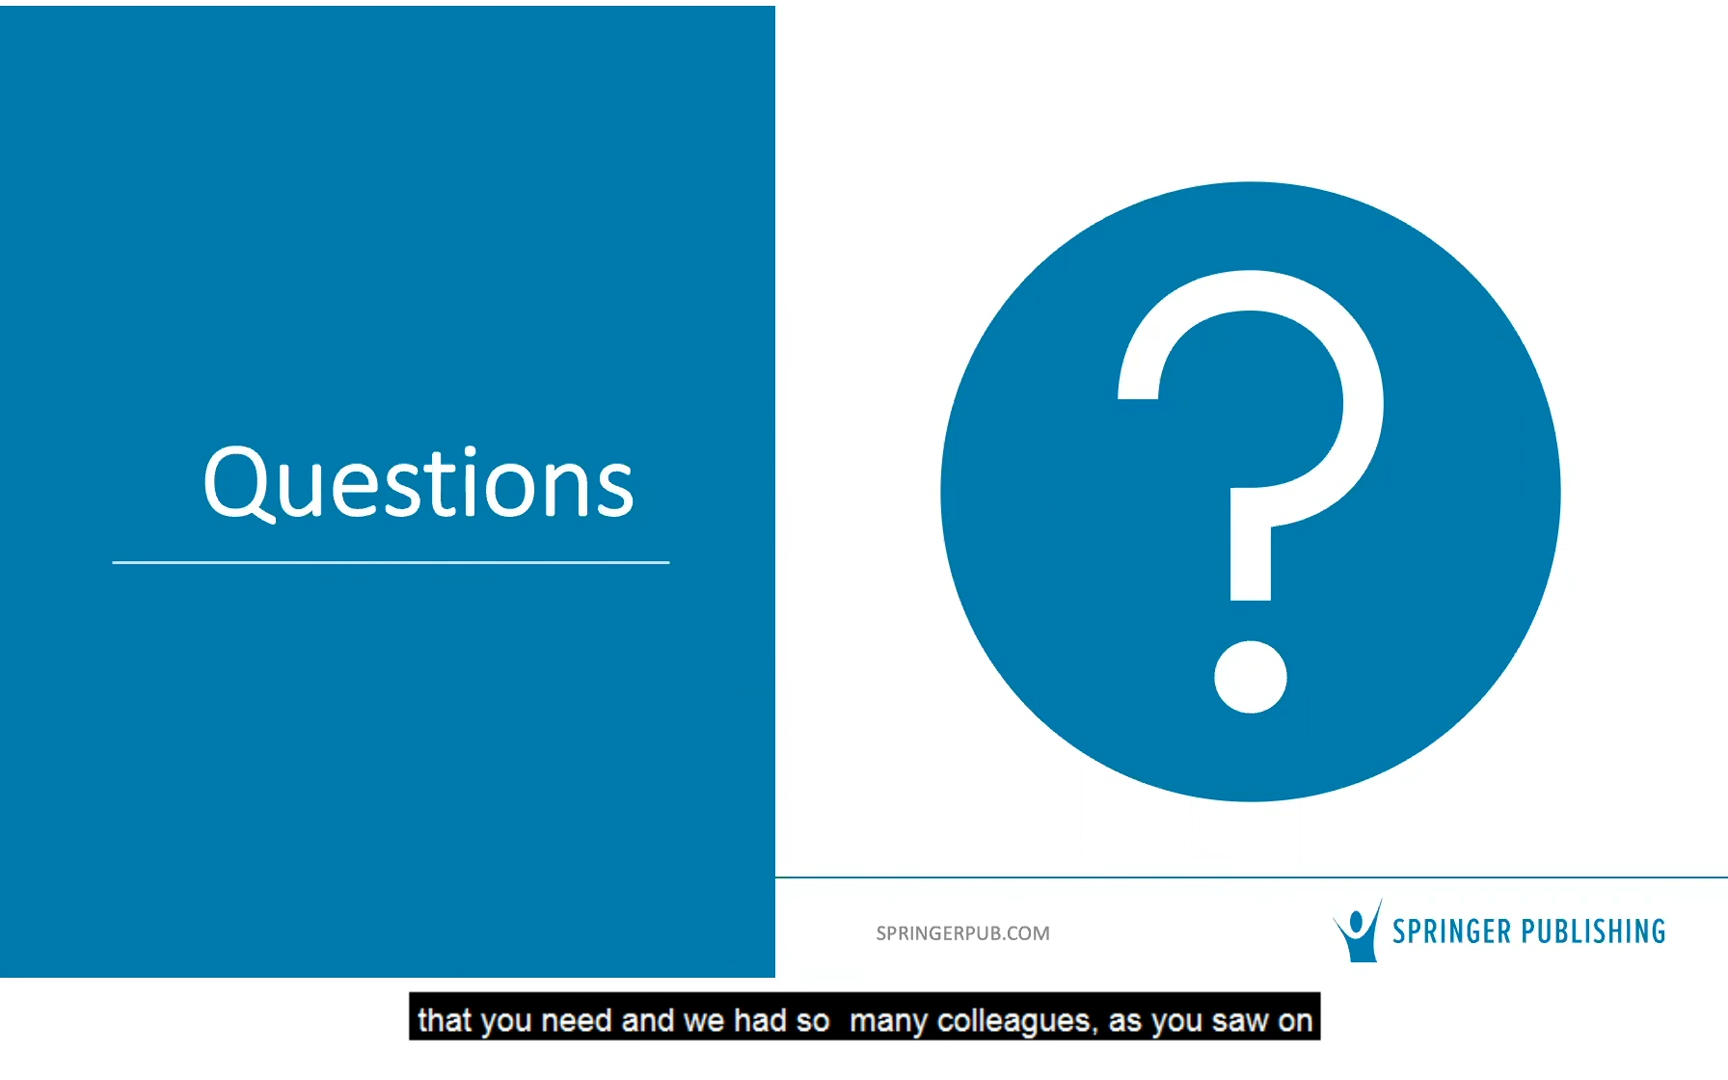 Questions
SPRINGERPUB.COM
SPRINGER PUBLISHING
that you need and we had so  many colleagues, as you saw on